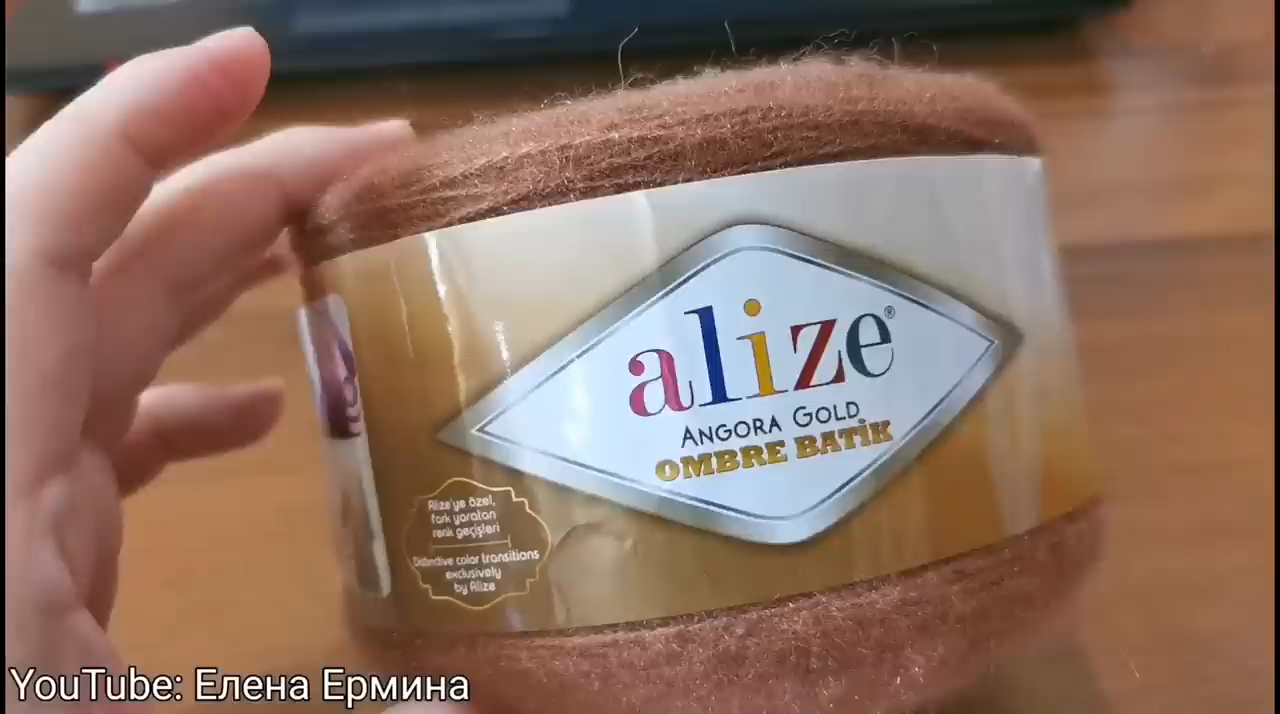 alize®
ANGORA GOLD
OMBRE BATİK
Alize'ye özel,
fark yaratan
renk geçişleri
Distinctive color transitions
exclusively
by Alize
YouTube: Елена Ермина